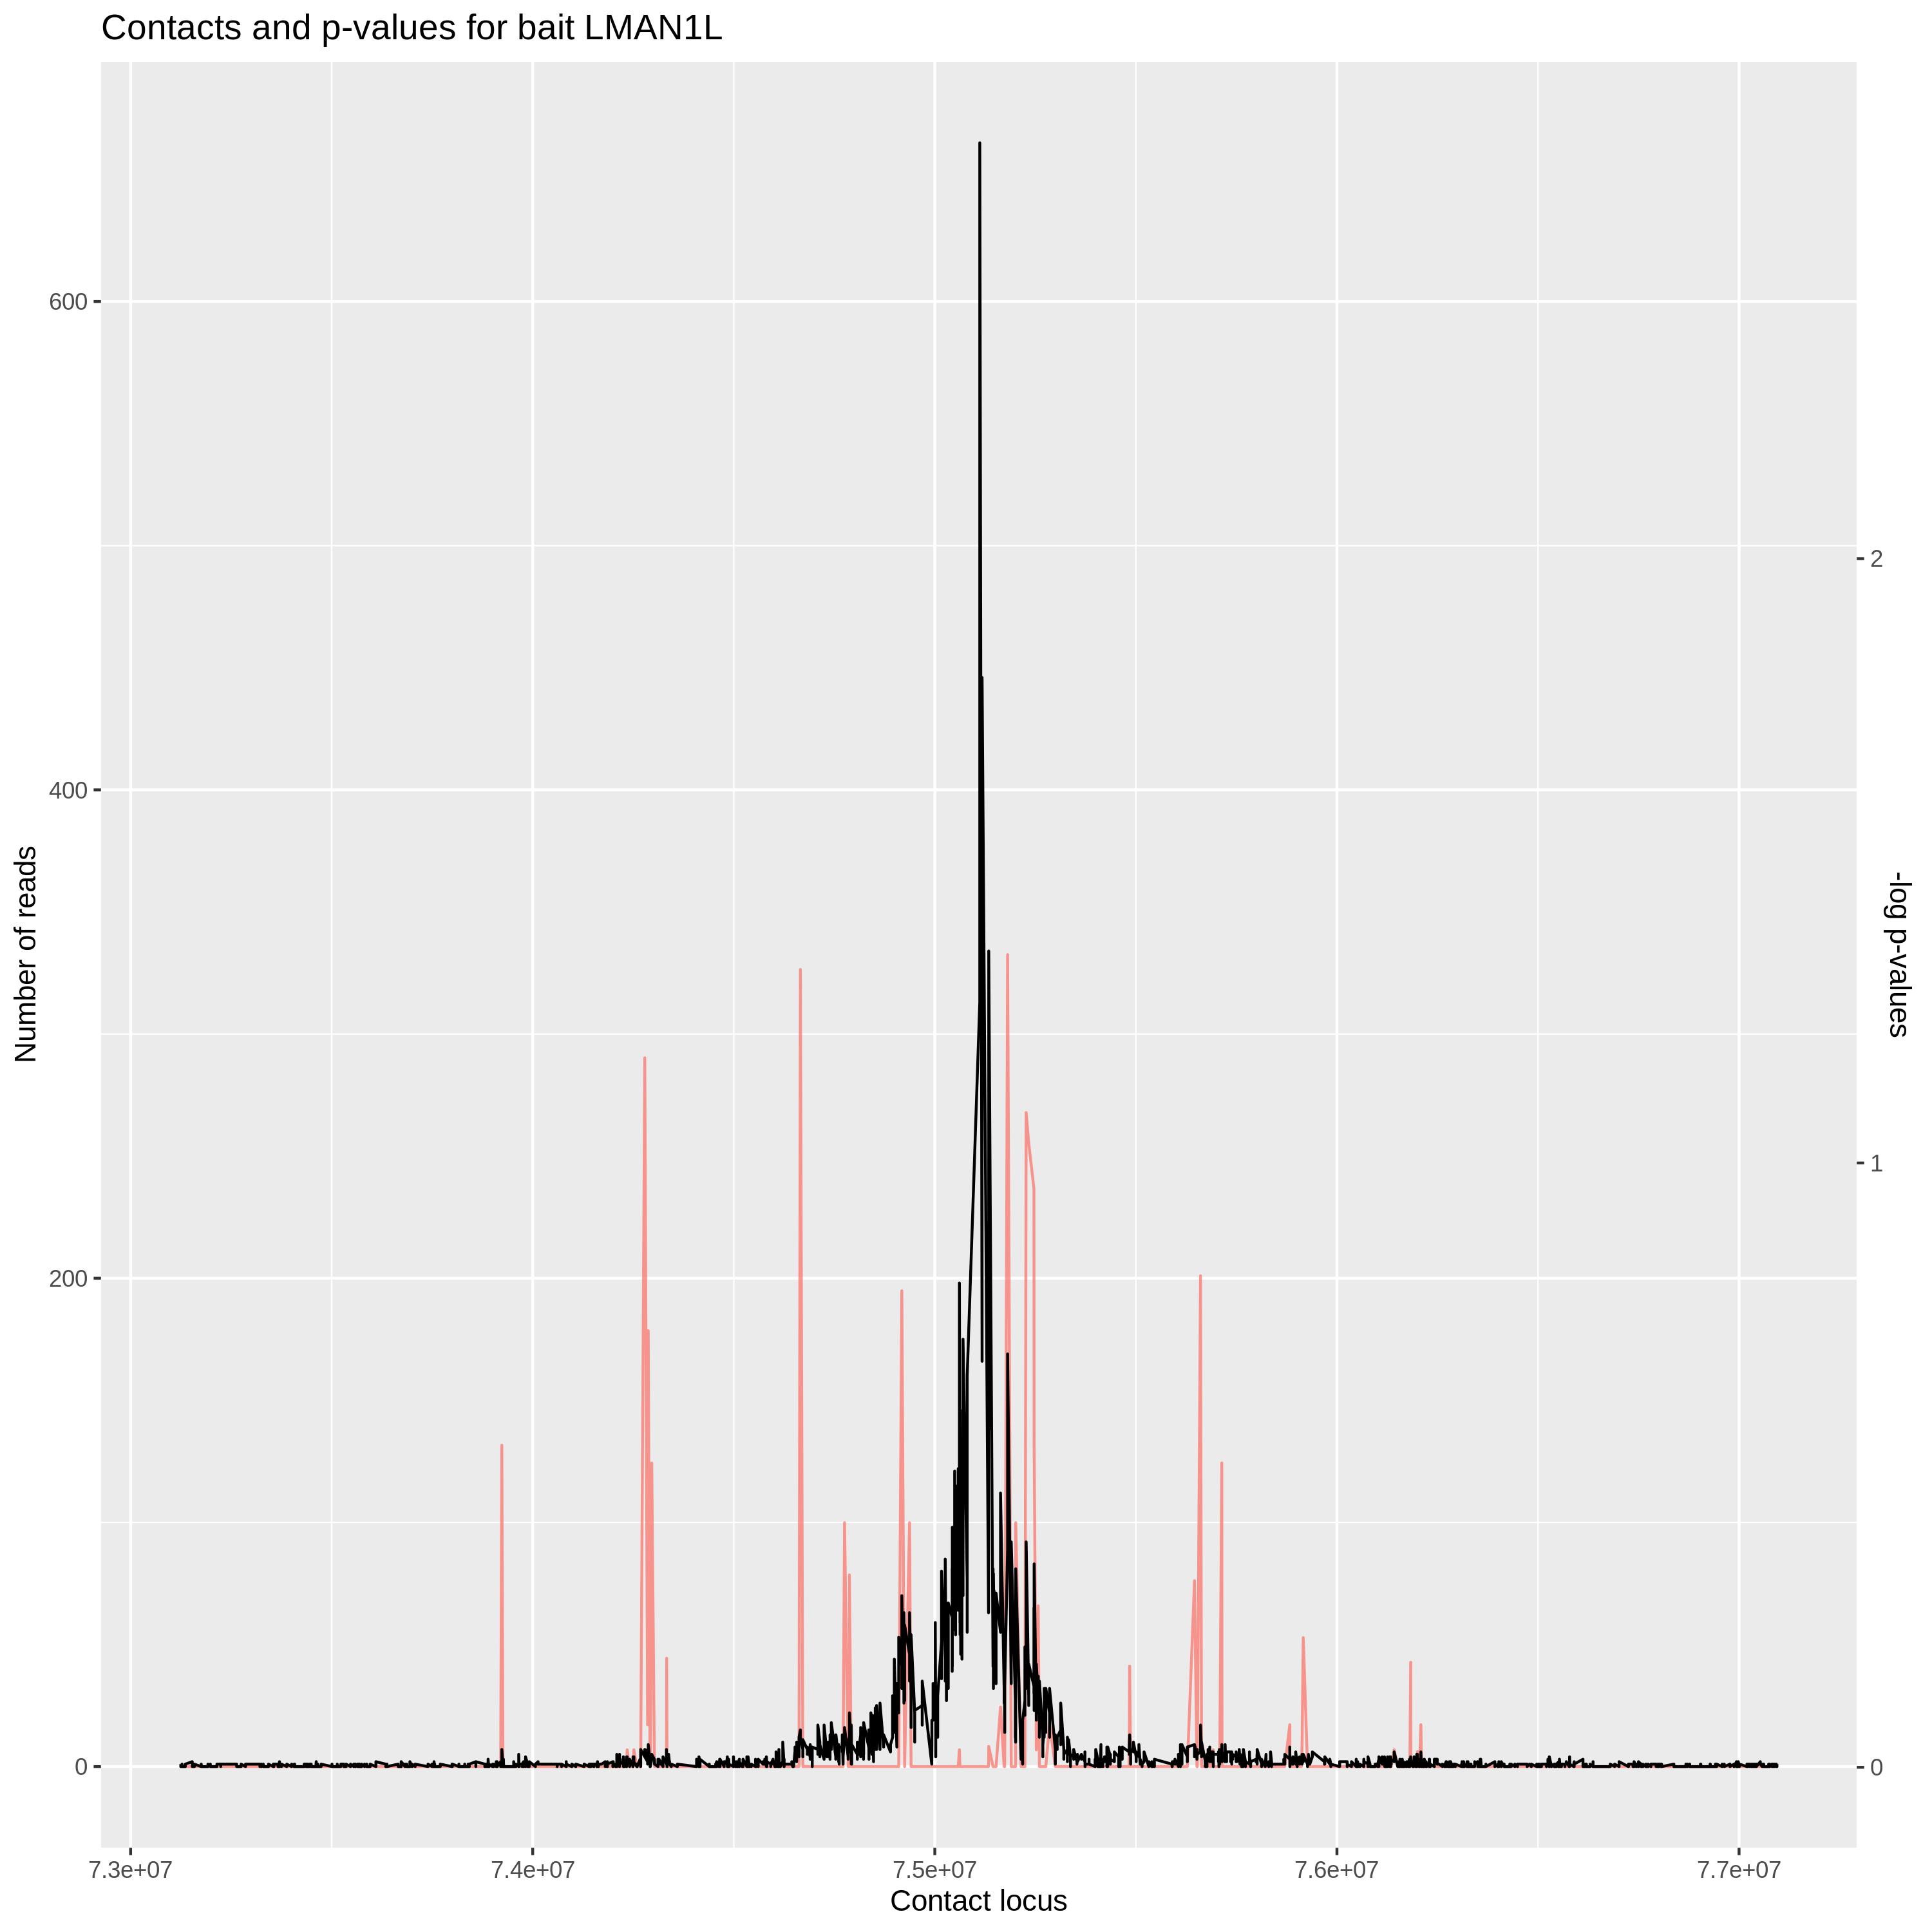 Contacts and p-values for bait LMAN1L
600
400
200
0
2
1
0
Number of reads
-log p-values
7.3e+07 7.4e+07 7.5e+07 7.6e+07 7.7e+07
Contact locus